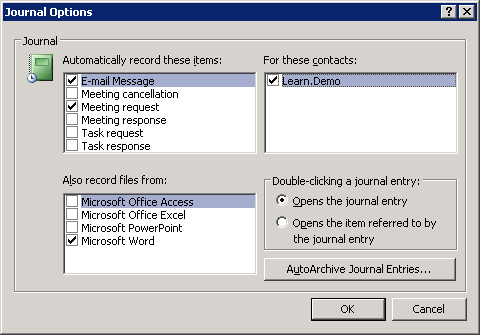 Journal Options
Journal
Automatically record these items:
E-mail Message
Meeting cancellation
Meeting request
Meeting response
Task request
Task response
For these contacts:
Learn.Demo
Also record files from:
Microsoft Office Access
Microsoft Office Excel
Microsoft PowerPoint
Microsoft Word
Double-clicking a journal entry:
Opens the journal entry
Opens the item referred to by
the journal entry
AutoArchive Journal Entries...
OK
Cancel